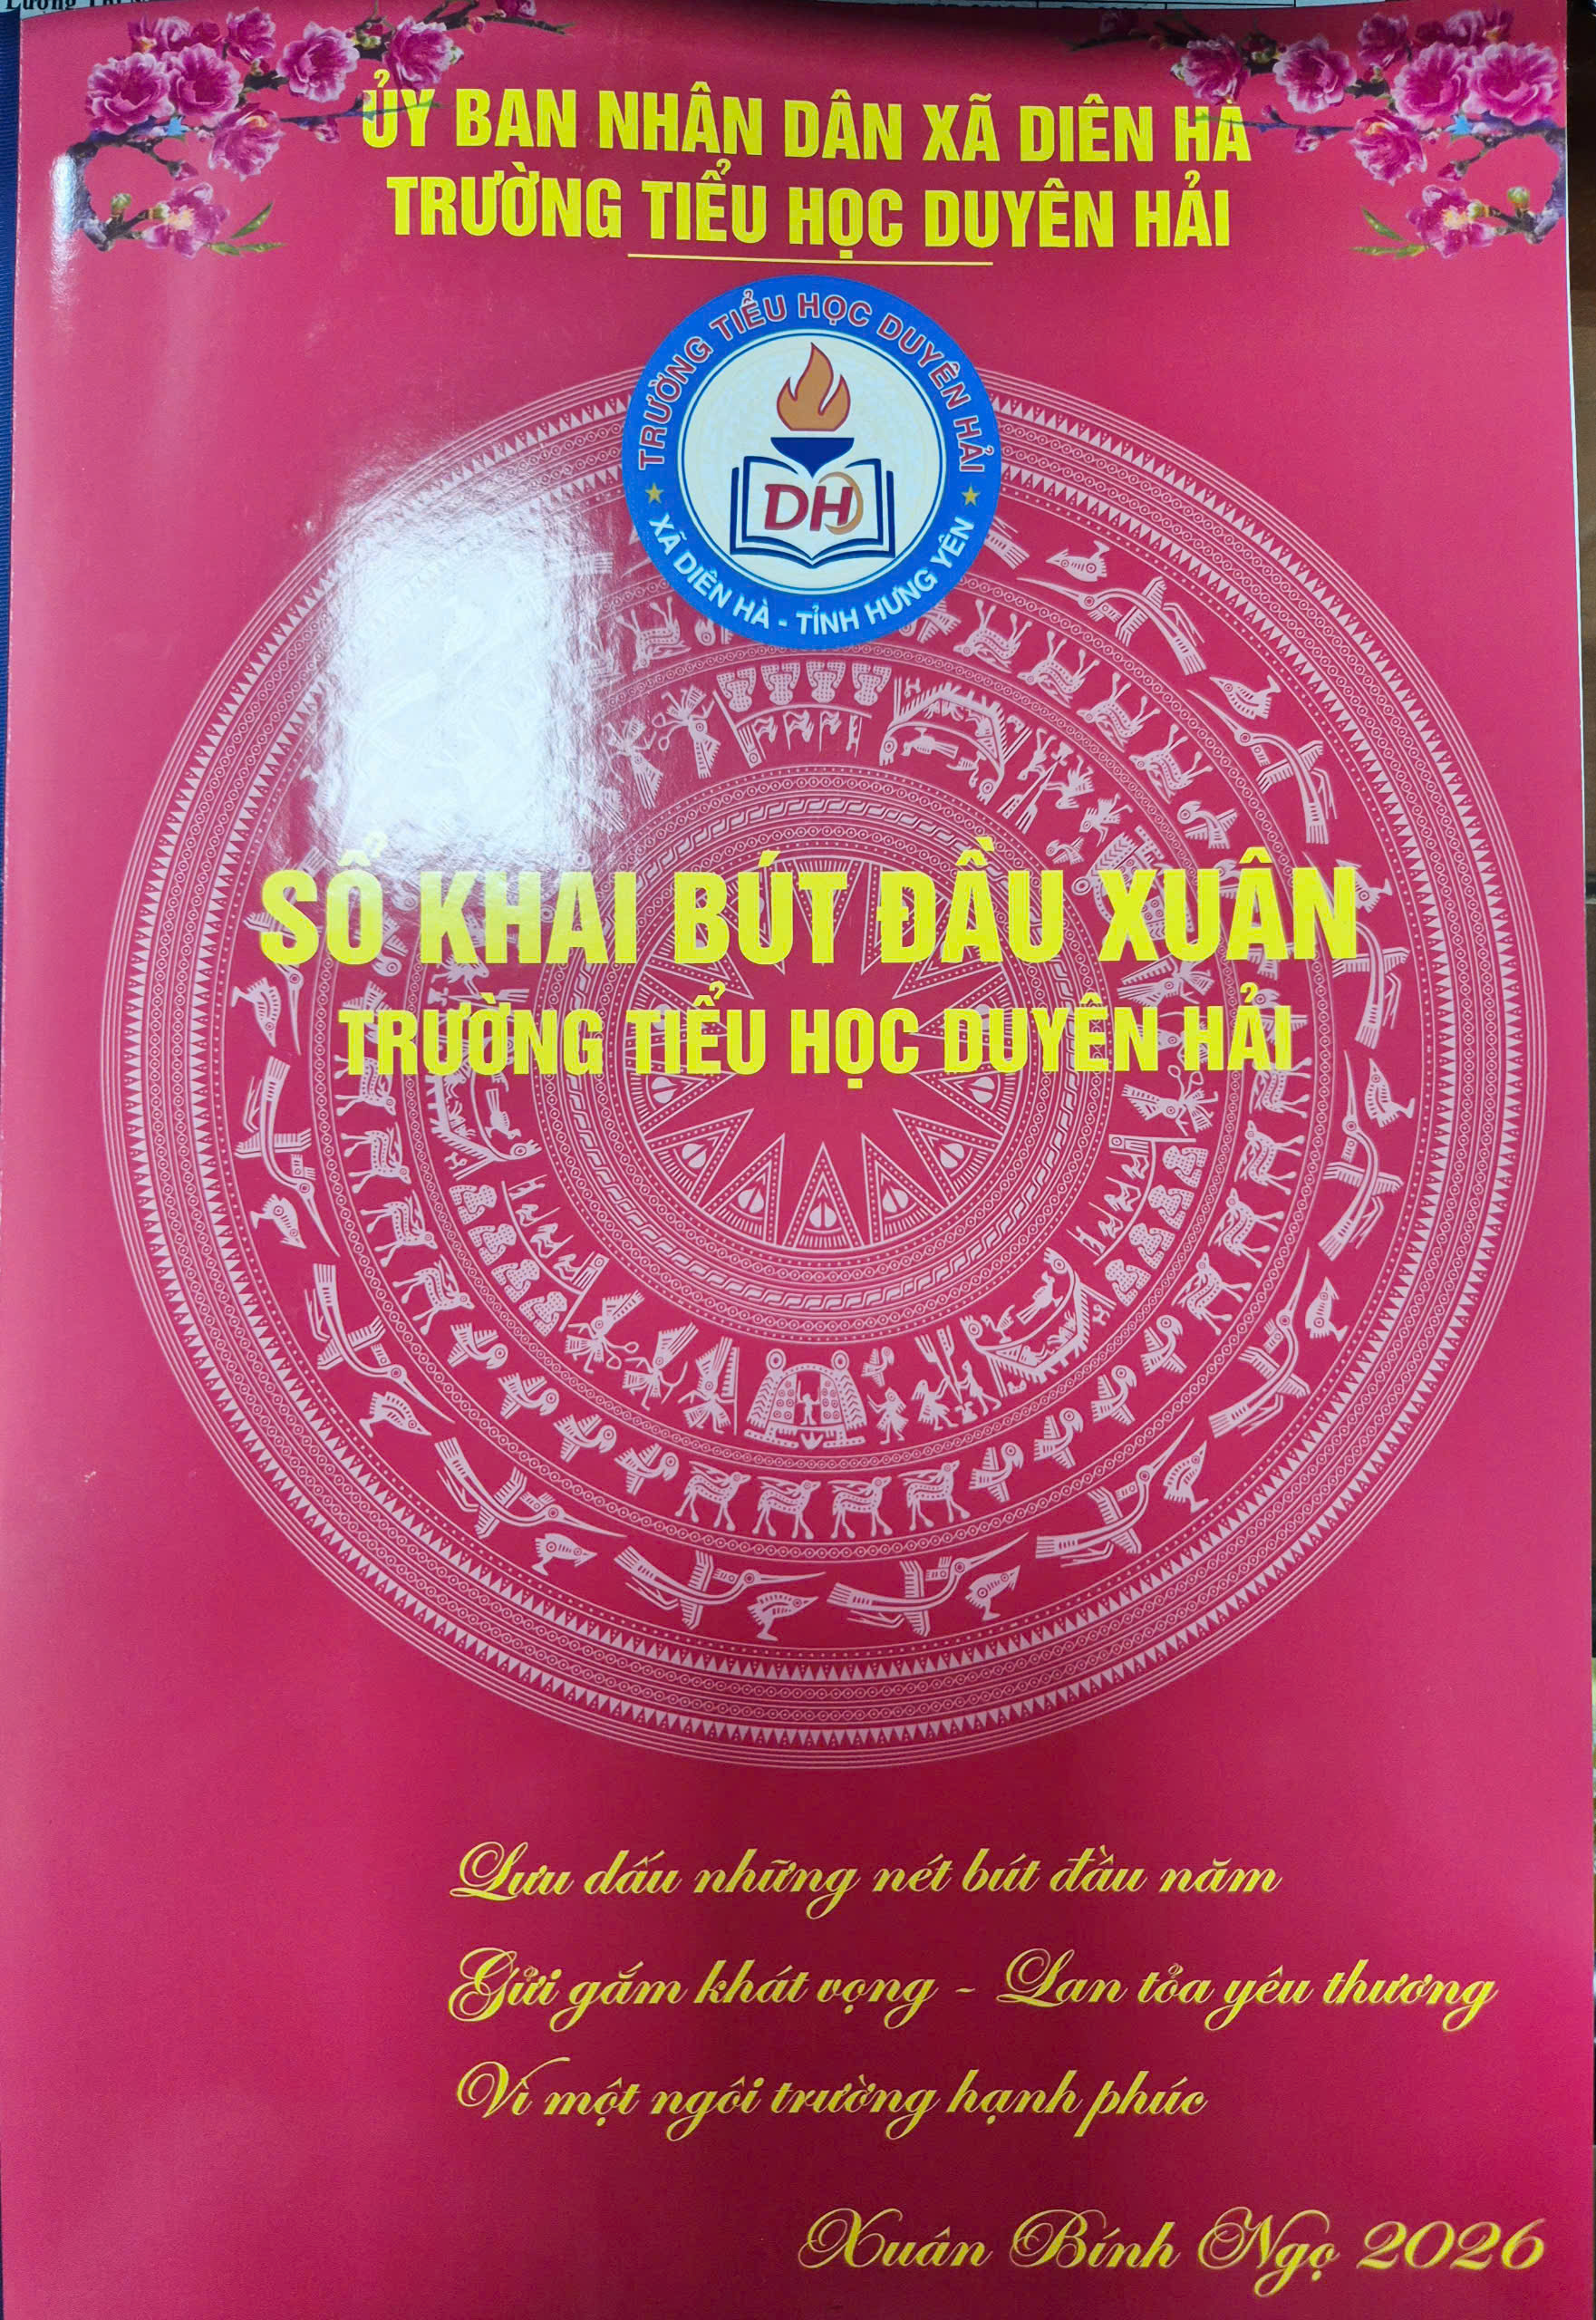 ỦY BAN NHÂN DÂN XÃ DIÊN HÀ
TRƯỜNG TIỂU HỌC DUYÊN HẢI
TRƯỜNG TIỂU HỌC DUYÊN HẢI
DH
XÃ DIÊN HÀ - TỈNH HƯNG YÊN
SỔ KHAI BÚT ĐẦU XUÂN
TRƯỜNG TIỂU HỌC DUYÊN HẢI
Lưu dấu những nét bút đầu năm
Gửi gắm khát vọng - Lan tỏa yêu thương
Vì một ngôi trường hạnh phúc
Xuân Bính Ngọ 2026